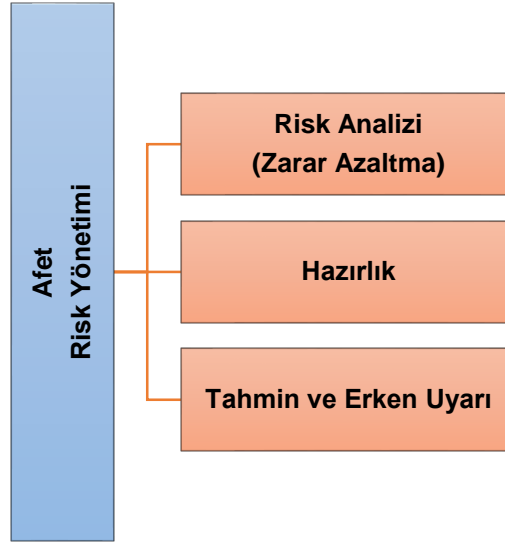 Afet
Risk Yönetimi
Risk Analizi
(Zarar Azaltma)
Hazırlık
Tahmin ve Erken Uyarı